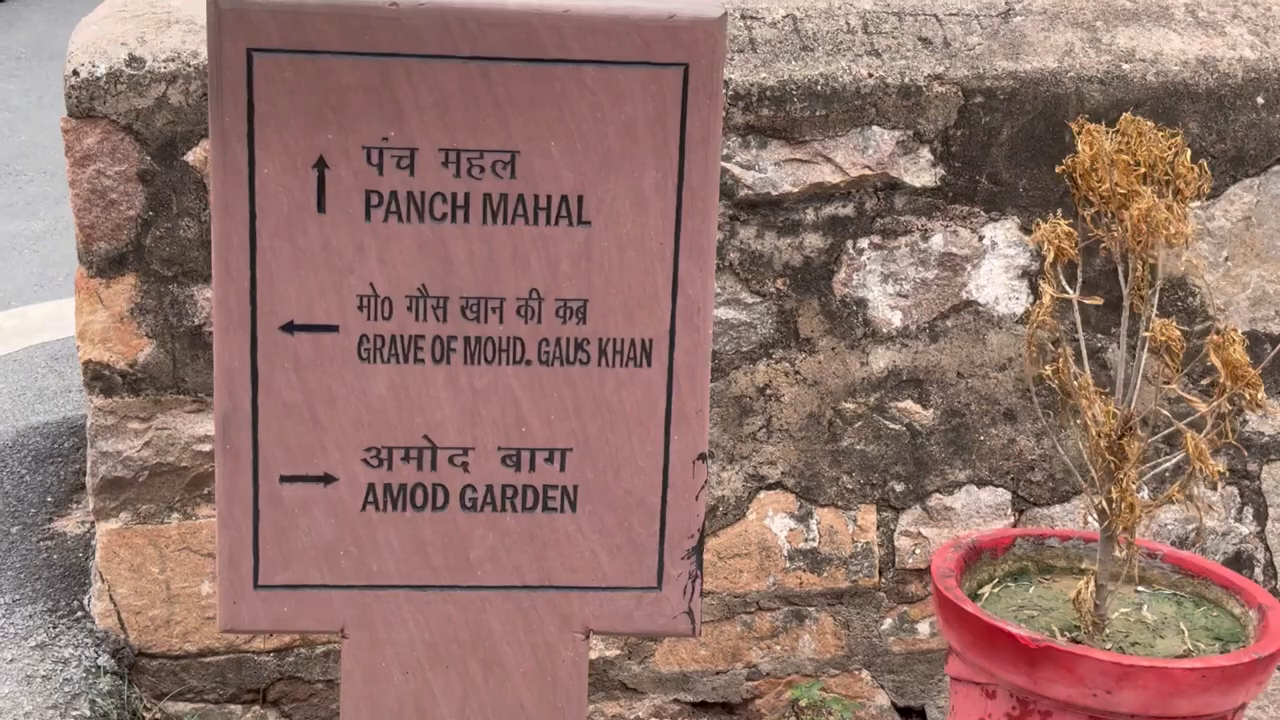 पंच महल
PANCH MAHAL
मो0 गौस खान की कब्र
GRAVE OF MOHD. GAUS KHAN
अमोद बाग
AMOD GARDEN